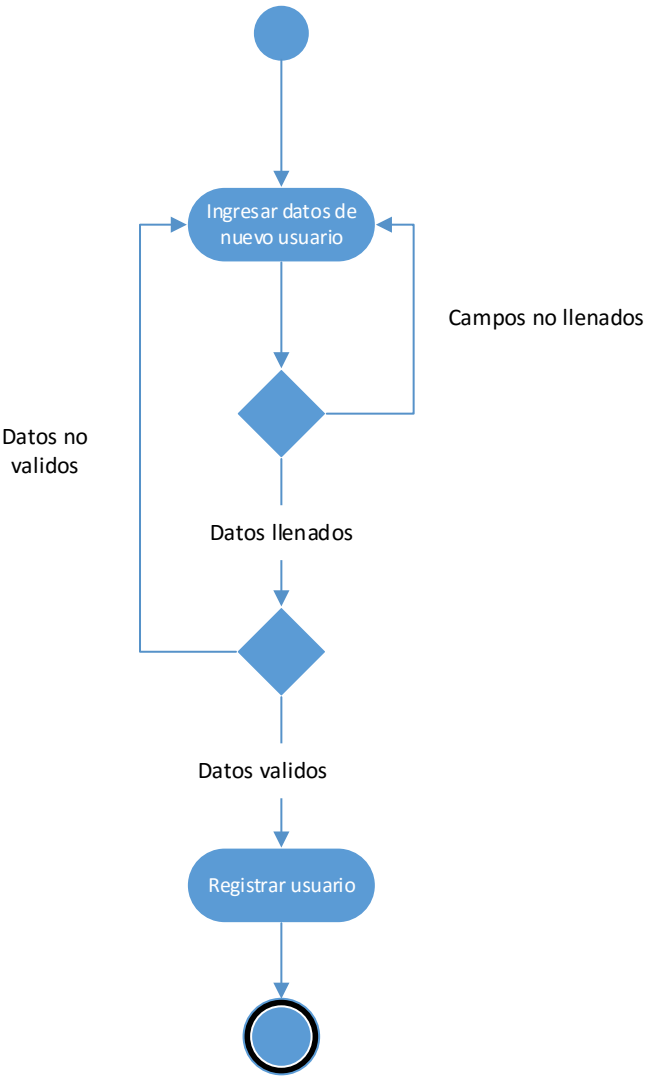 Ingresar datos de
nuevo usuario
Campos no llenados
Datos no
validos
Datos llenados
Datos validos
Registrar usuario